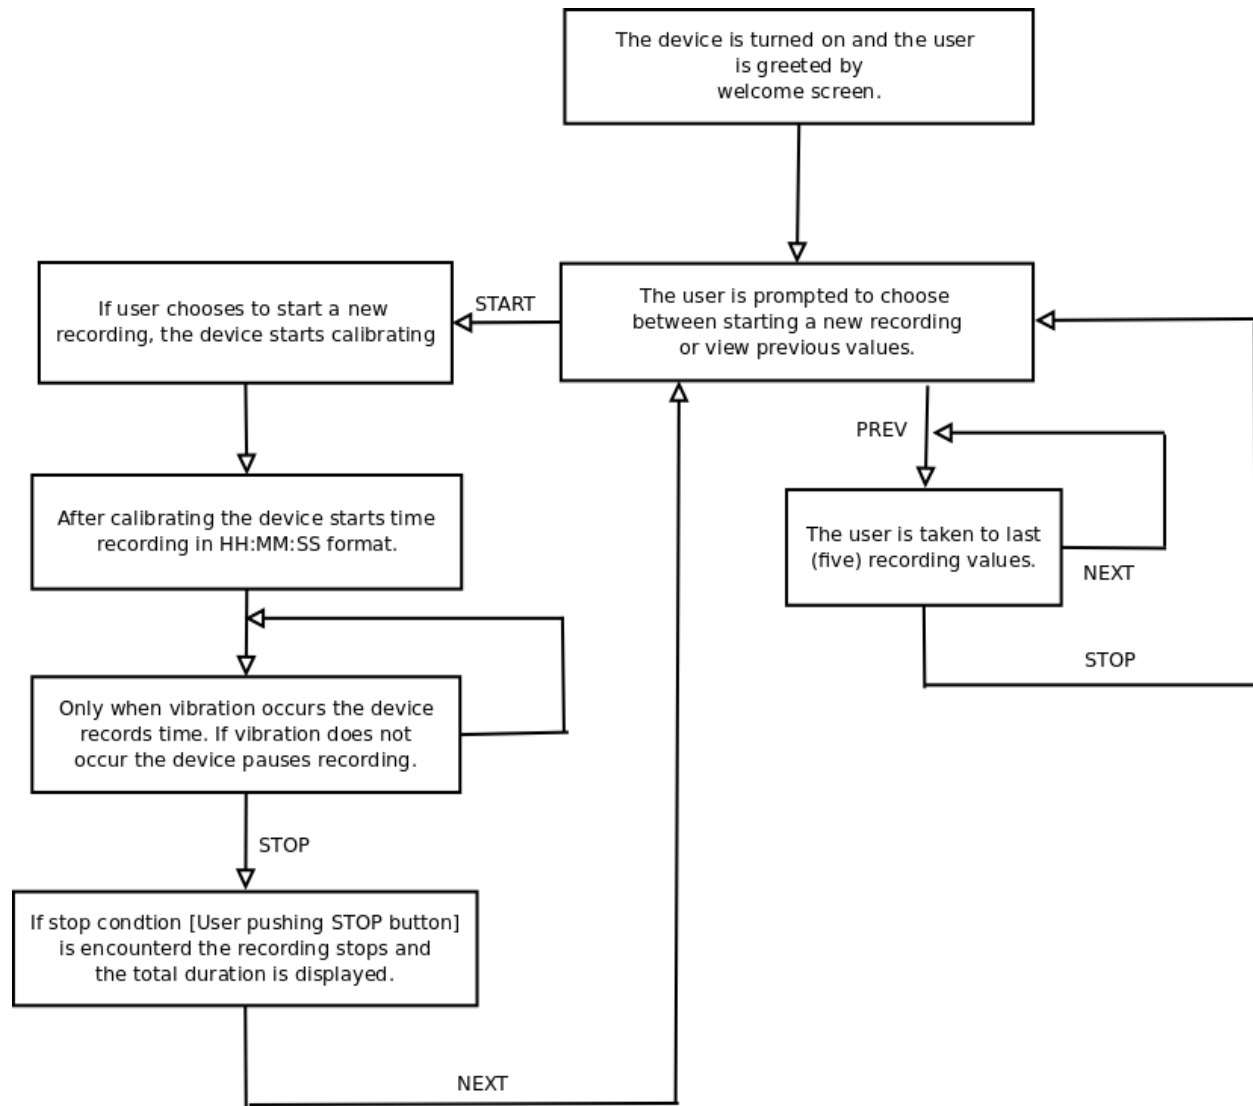 The device is turned on and the user
is greeted by
welcome screen.
If user chooses to start a new
recording, the device starts calibrating
START
The user is prompted to choose
between starting a new recording
or view previous values.
PREV
After calibrating the device starts time
recording in HH:MM:SS format.
The user is taken to last
(five) recording values.
NEXT
STOP
Only when vibration occurs the device
records time. If vibration does not
occur the device pauses recording.
STOP
If stop condtion [User pushing STOP button]
is encounterd the recording stops and
the total duration is displayed.
NEXT